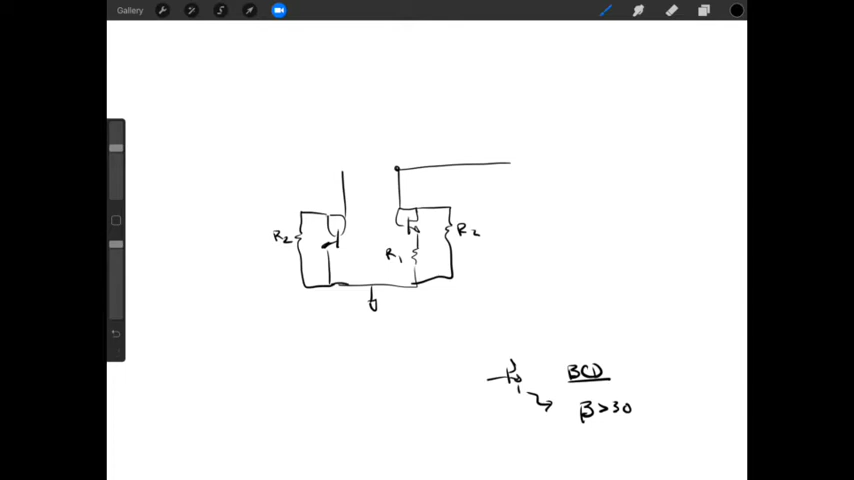 Gallery
R2
R2
R1
BCD
β>30